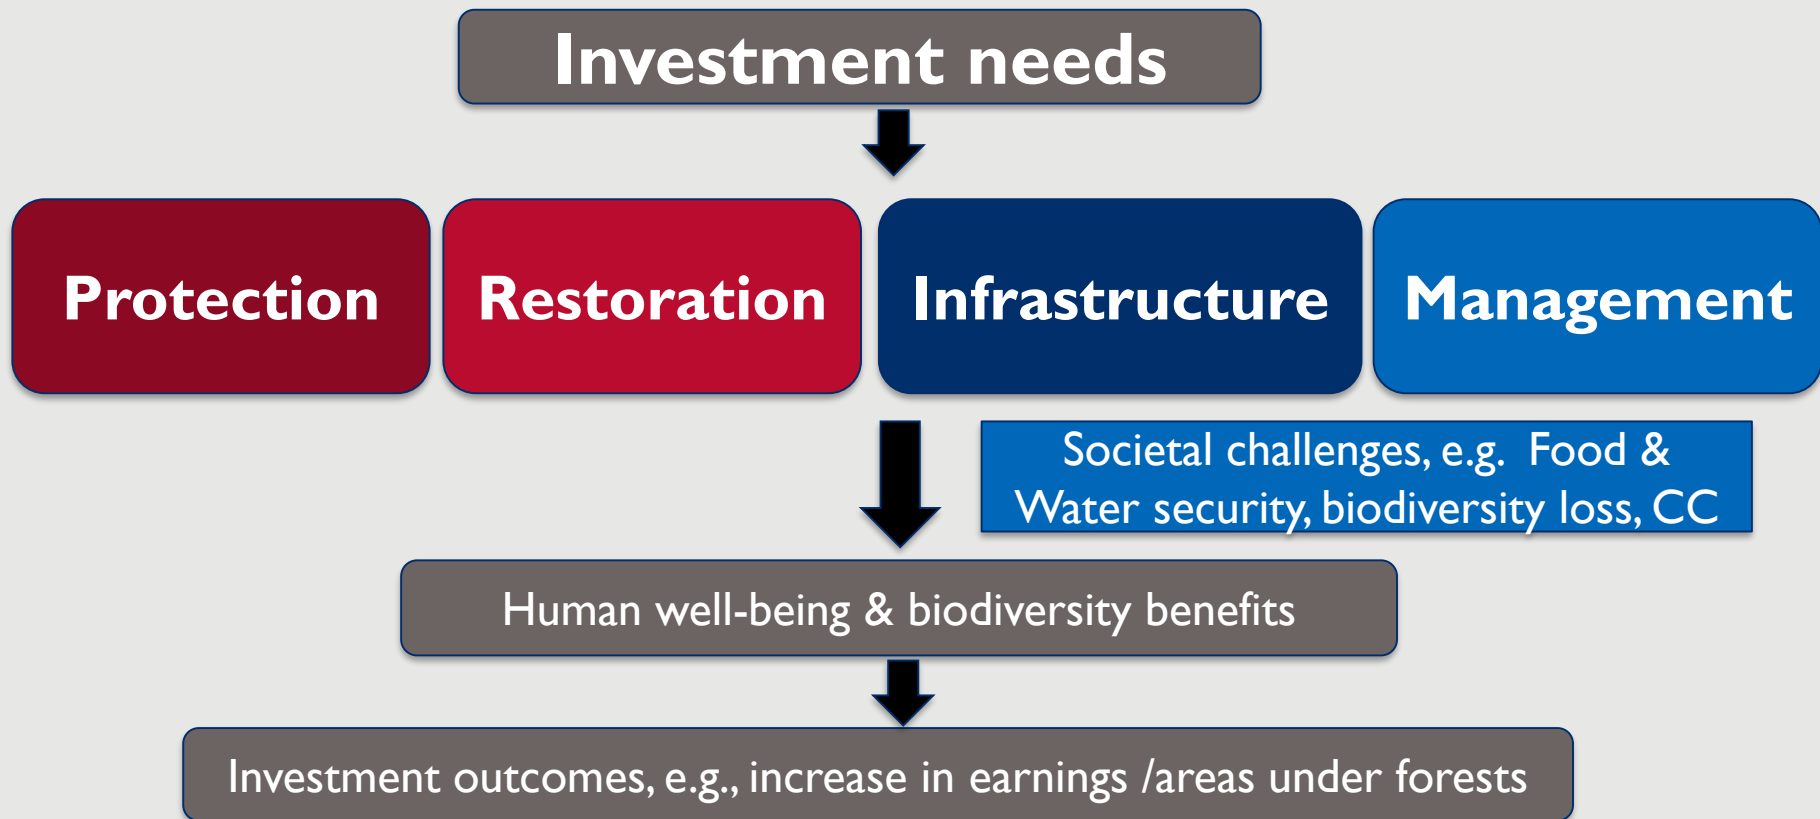 Investment needs
Protection
Restoration
Infrastructure
Management
Societal challenges, e.g. Food &
Water security, biodiversity loss, CC
Human well-being & biodiversity benefits
Investment outcomes, e.g., increase in earnings /areas under forests